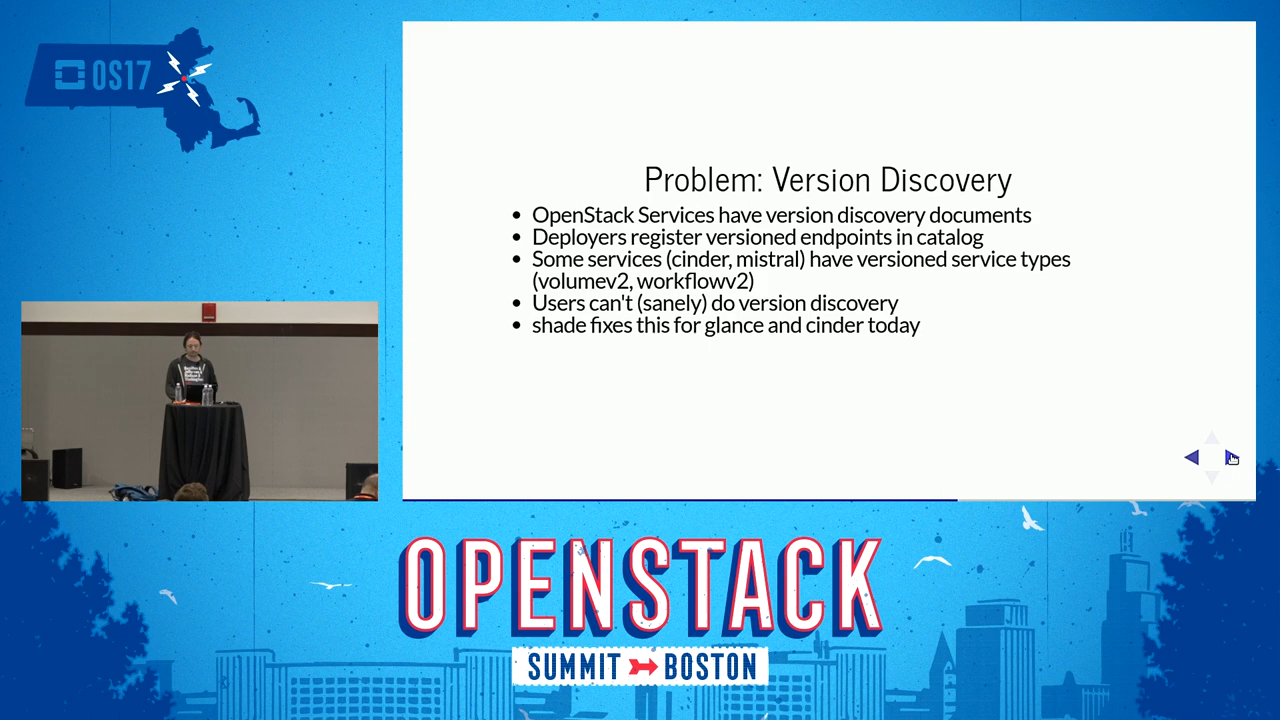 OS17
Problem: Version Discovery
OpenStack Services have version discovery documents
Deployers register versioned endpoints in catalog
Some services (cinder, mistral) have versioned service types
(volumev2, workflowv2)
Users can't (sanely) do version discovery
shade fixes this for glance and cinder today
OPENSTACK
SUMMIT BOSTON